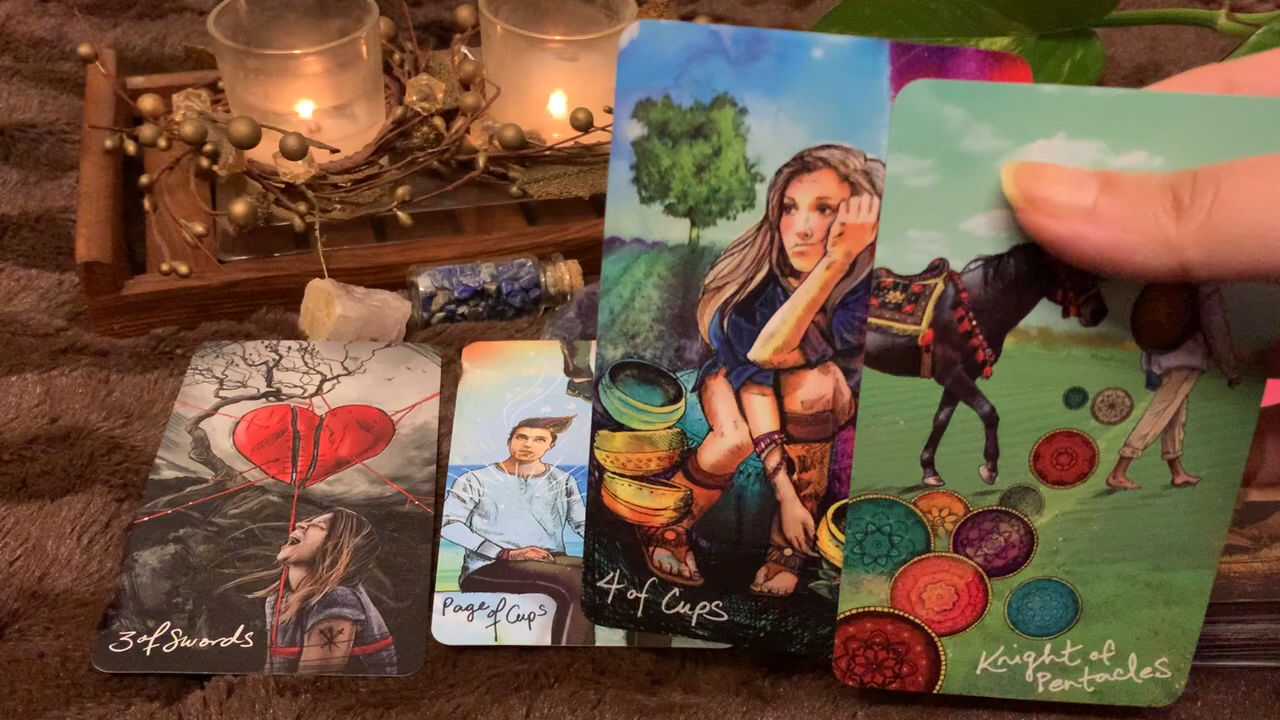 3 of Swords
Page of
Cups
4 of Cups
Knight of
Pentacles